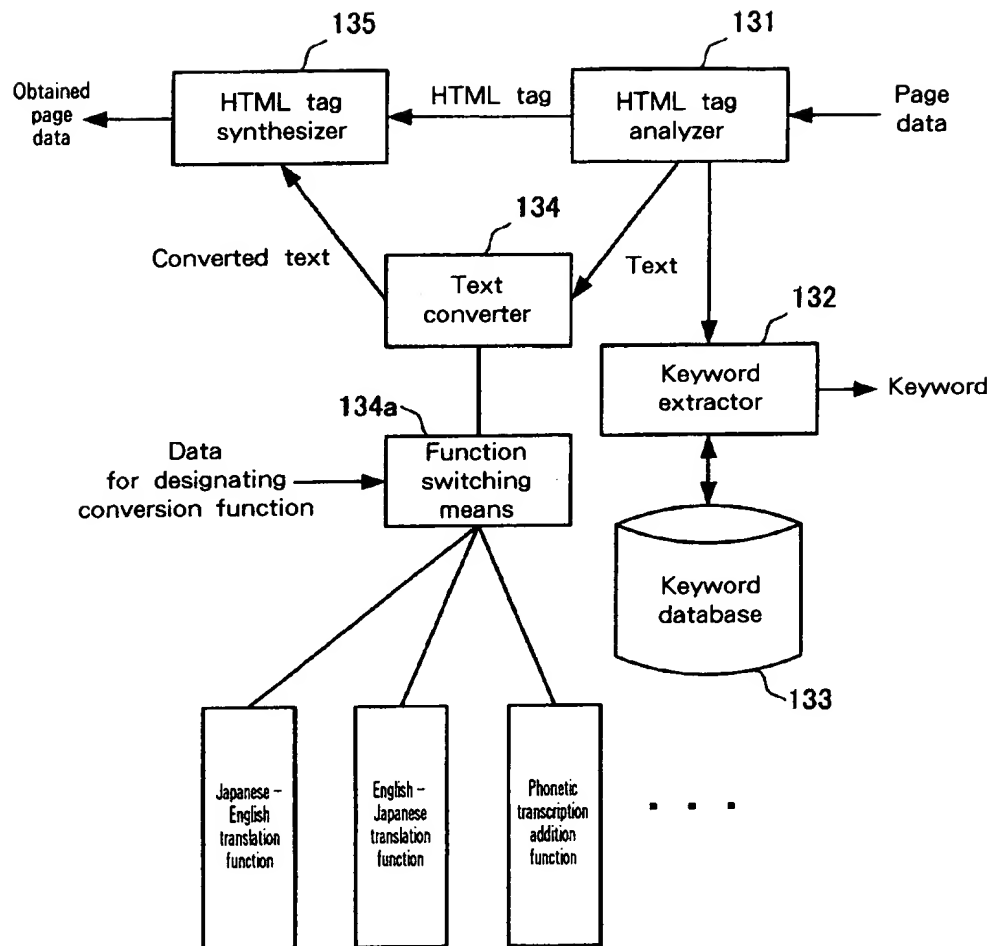 135
131
Obtained
page
data
HTML tag
synthesizer
HTML tag
HTML tag
analyzer
Page
data
134
Converted text
Text
converter
Text
132
Keyword
extractor
Keyword
134a
Data
for designating
conversion function
Function
switching
means
Keyword
database
133
Japanese –
English
translation
function
English –
Japanese
translation
function
Phonetic
transcription
addition
function
. . .